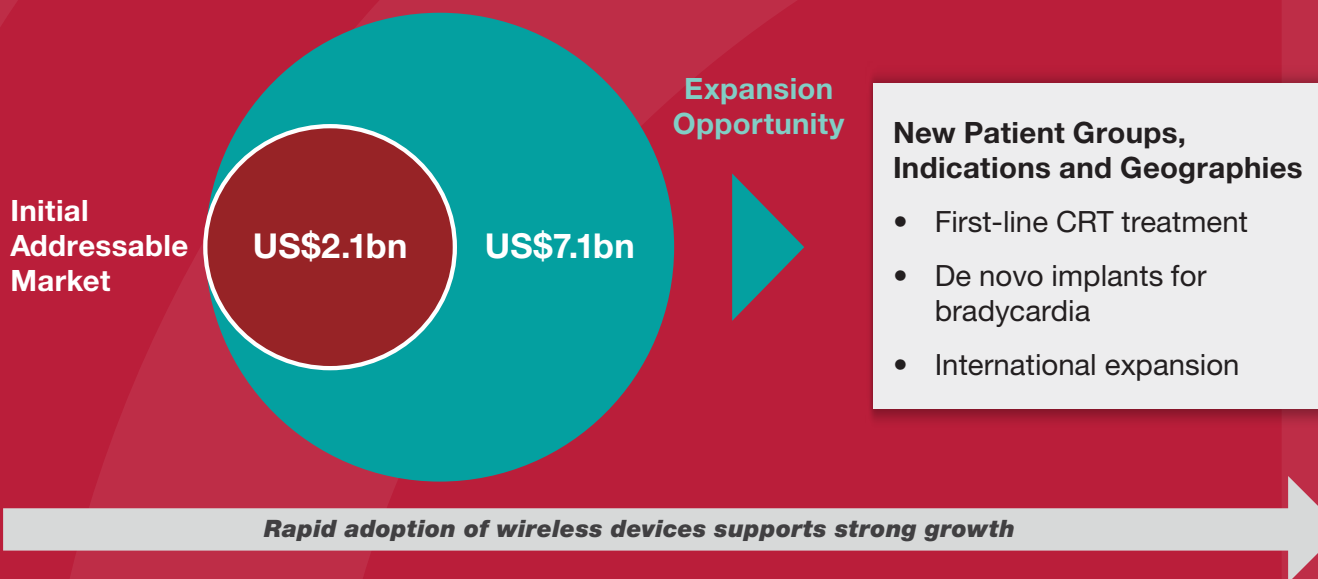 Expansion
Opportunity
Initial
Addressable
Market
US$2.1bn
US$7.1bn
New Patient Groups,
Indications and Geographies
• First-line CRT treatment
• De novo implants for
bradycardia
• International expansion
Rapid adoption of wireless devices supports strong growth